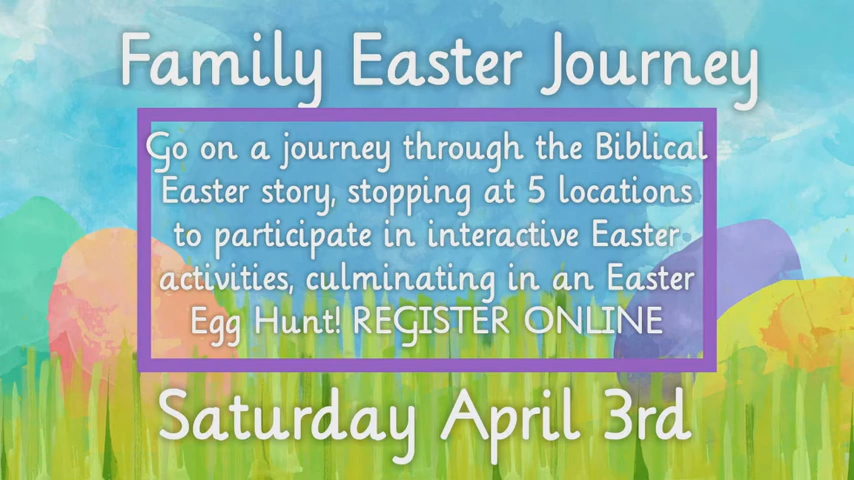 Family Easter Journey
Go on a journey through the Biblical
Easter story, stopping at 5 locations
to participate in interactive Easter
activities, culminating in an Easter
Egg Hunt! REGISTER ONLINE
Saturday April 3rd